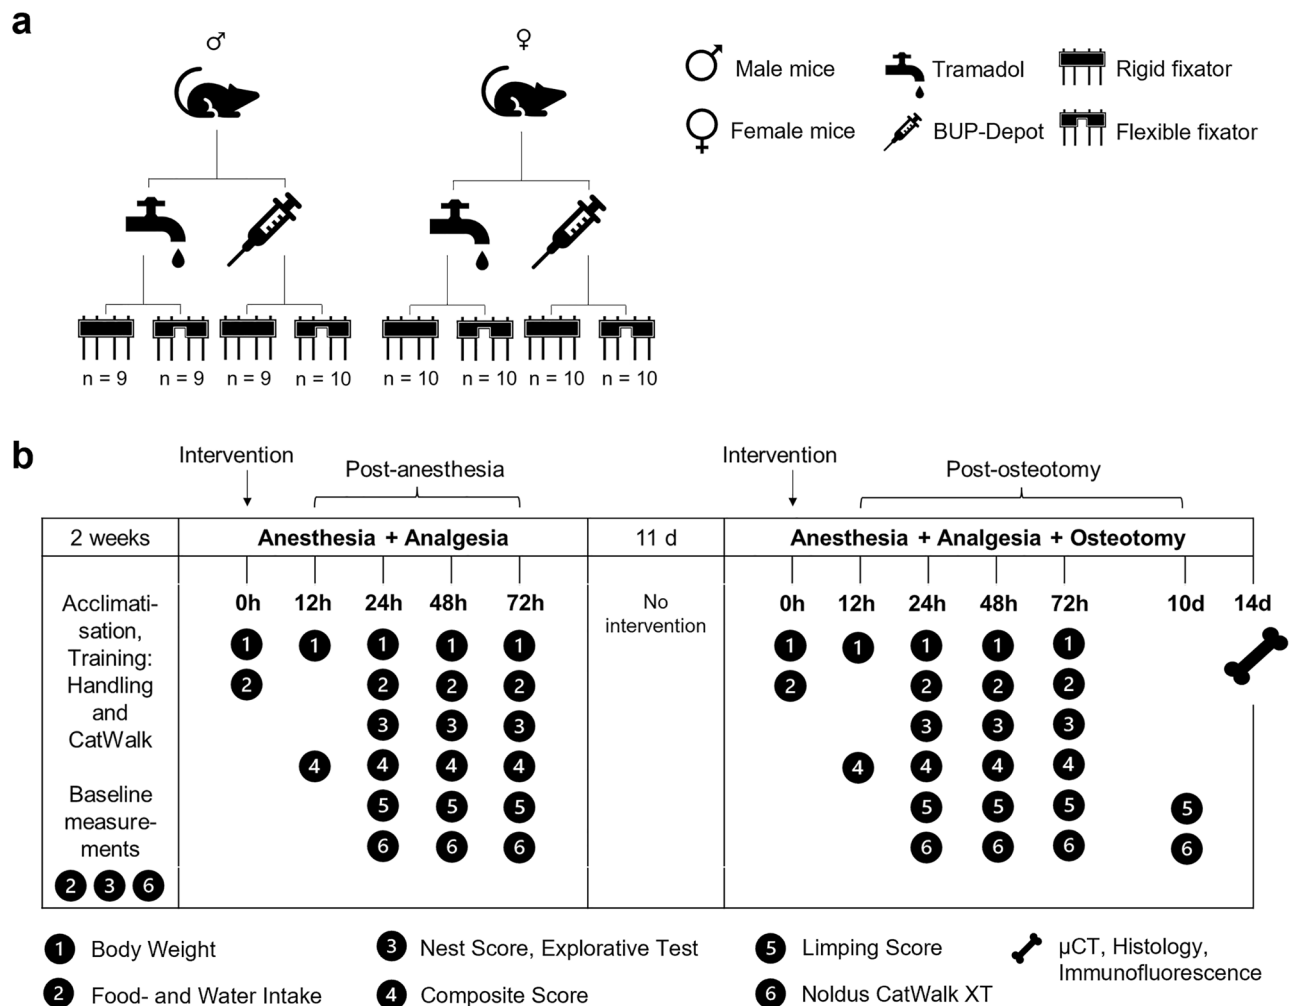 a
♂
♀
Male mice
Tramadol
Rigid fixator
Female mice
BUP-Depot
Flexible fixator
n = 9
n = 9
n = 9
n = 10
n = 10
n = 10
n = 10
n = 10
b
Intervention
Post-anesthesia
Intervention
Post-osteotomy
2 weeks
Anesthesia + Analgesia
11 d
Anesthesia + Analgesia + Osteotomy
Acclimati-
sation,
Training:
Handling
and
CatWalk
Baseline
measure-
ments
2 3 6
0h 12h 24h 48h 72h
1 1 1 1 1
2 2 2 2
3 3 3
4 4 4 4
5 5 5
6 6 6
No
intervention
0h 12h 24h 48h 72h 10d 14d
1 1 1 1 1
2 2 2 2
3 3 3
4 4 4 4
5 5 5 5
6 6 6 6
1 Body Weight
2 Food- and Water Intake
3 Nest Score, Explorative Test
4 Composite Score
5 Limping Score
6 Noldus CatWalk XT
µCT, Histology,
Immunofluorescence